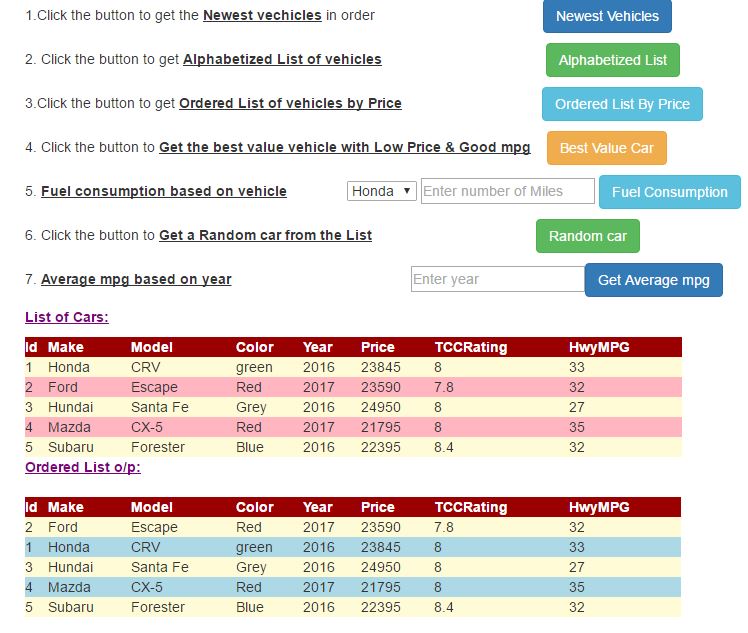 1.Click the button to get the Newest vechicles in order Newest Vechicles
2. Click the button to get Alphabetized List of vehicles Alphabetized List
3.Click the button to get Ordered List of vehicles by Price Ordered List By Price
4. Click the button to Get the best value vehicle with Low Price & Good mpg Best Value Car
5. Fuel consumption based on vehicle Honda ▼ Enter number of Miles Fuel Consumption
6. Click the button to Get a Random car from the List Random car
7. Average mpg based on year Enter year Get Average mpg
List of Cars:
Id Make Model Color Year Price TCCRating HwyMPG
1 Honda CRV green 2016 23845 8 33
2 Ford Escape Red 2017 23590 7.8 32
3 Hundai Santa Fe Grey 2016 24950 8 27
4 Mazda CX-5 Red 2017 21795 8 35
5 Subaru Forester Blue 2016 22395 8.4 32
Ordered List o/p:
Id Make Model Color Year Price TCCRating HwyMPG
2 Ford Escape Red 2017 23590 7.8 32
1 Honda CRV green 2016 23845 8 33
3 Hundai Santa Fe Grey 2016 24950 8 27
4 Mazda CX-5 Red 2017 21795 8 35
5 Subaru Forester Blue 2016 22395 8.4 32